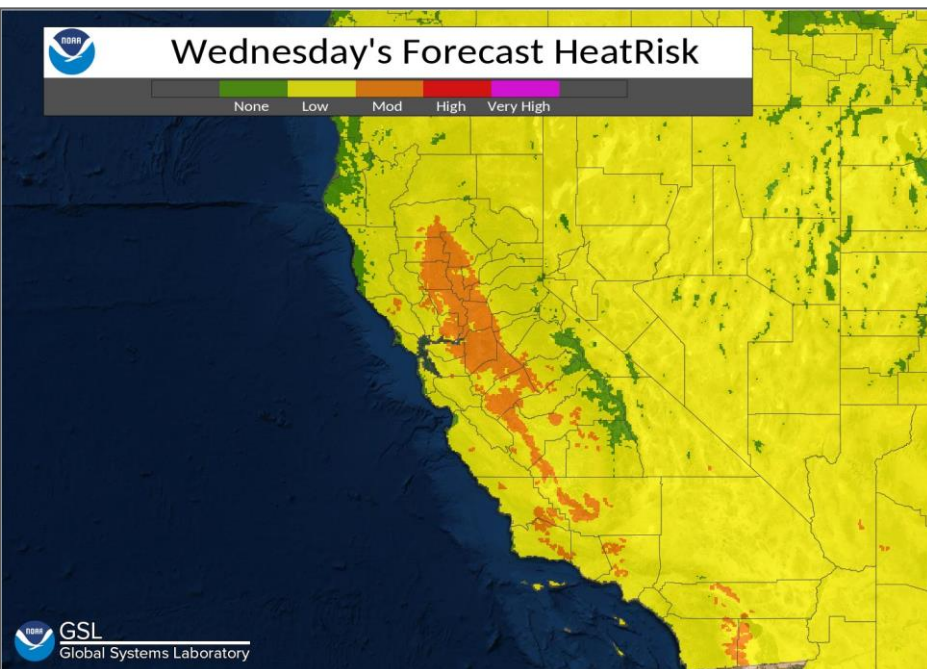 NOAA
Wednesday's Forecast HeatRisk
None Low Mod High Very High
NOAA
GSL
Global Systems Laboratory